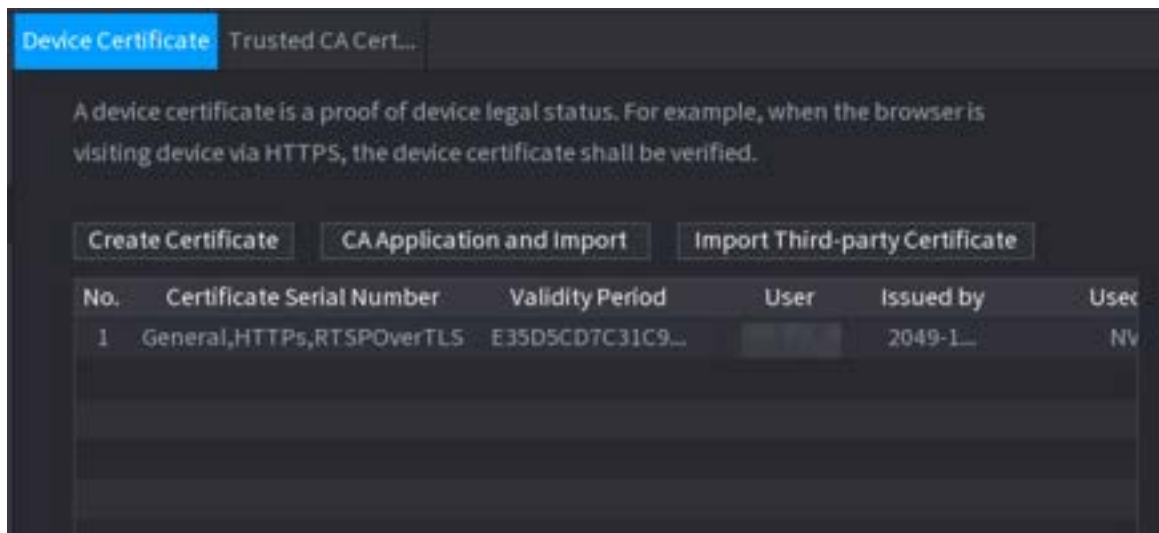 Device Certificate Trusted CA Cert...
A device certificate is a proof of device legal status. For example, when the browser is
visiting device via HTTPS, the device certificate shall be verified.
Create Certificate CA Application and Import Import Third-party Certificate
No. Certificate Serial Number Validity Period User Issued by Used
1 General,HTTPs,RTSPOverTLS E35D5CD7C31C9... 2049-1... NV